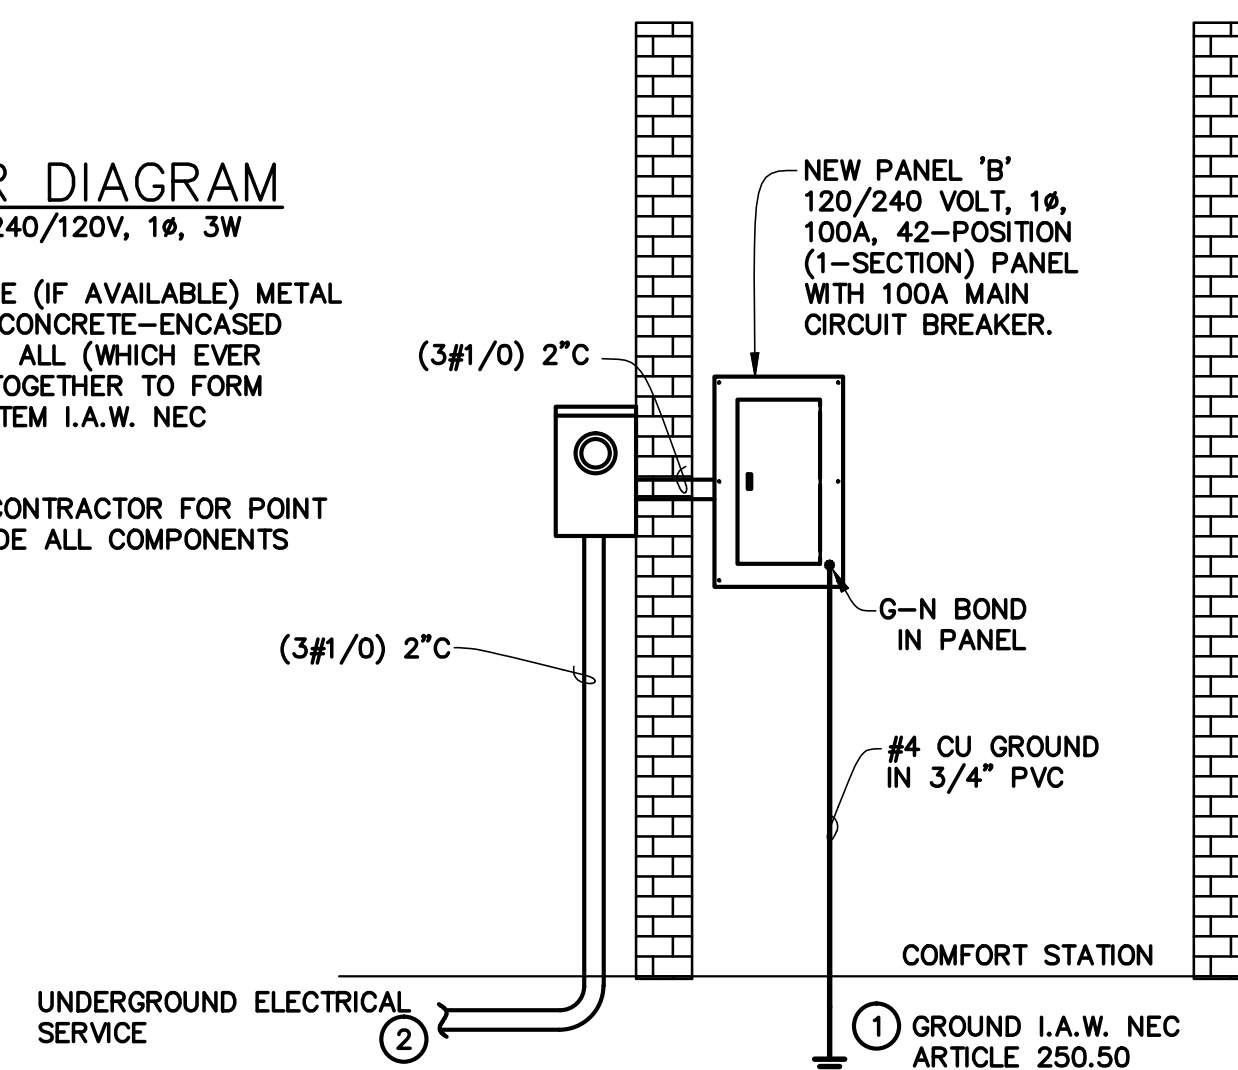 R DIAGRAM
240/120V, 1ø, 3W
E (IF AVAILABLE) METAL
CONCRETE-ENCASED
ALL (WHICH EVER
TOGETHER TO FORM
TEM I.A.W. NEC
CONTRACTOR FOR POINT
DE ALL COMPONENTS
NEW PANEL 'B'
120/240 VOLT, 1ø,
100A, 42-POSITION
(1-SECTION) PANEL
WITH 100A MAIN
CIRCUIT BREAKER.
(3#1/0) 2"C
G-N BOND
IN PANEL
(3#1/0) 2"C
#4 CU GROUND
IN 3/4" PVC
COMFORT STATION
UNDERGROUND ELECTRICAL
SERVICE
2
1
GROUND I.A.W. NEC
ARTICLE 250.50